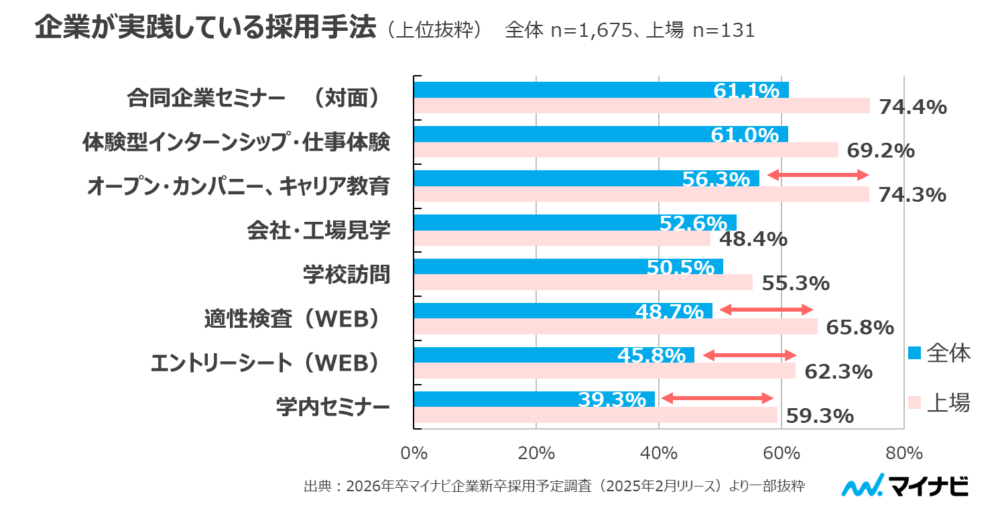 企業が実践している採用手法（上位抜粋）　全体 n=1,675、上場 n=131
合同企業セミナー　（対面） 61.1% 74.4%
体験型インターンシップ・仕事体験 61.0% 69.2%
オープン・カンパニー、キャリア教育 56.3% 74.3%
会社・工場見学 52.6% 48.4%
学校訪問 50.5% 55.3%
適性検査（WEB） 48.7% 65.8%
エントリーシート（WEB） 45.8% 62.3%
学内セミナー 39.3% 59.3%
全体
上場
0% 20% 40% 60% 80%
出典：2026年卒マイナビ企業新卒採用予定調査（2025年2月リリース）より一部抜粋
マイナビ